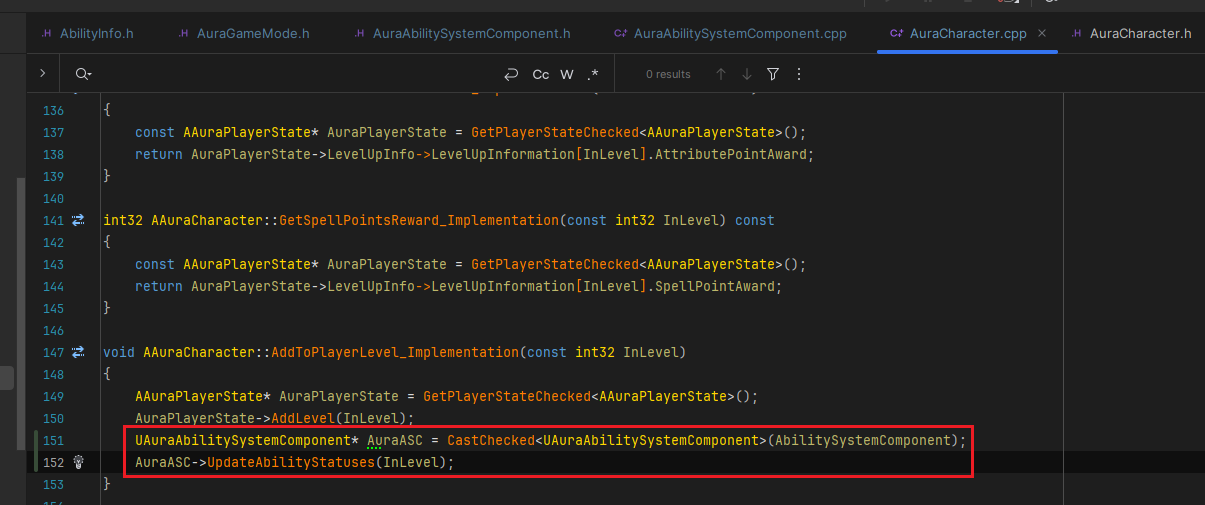 .H AbilityInfo.h .H AuraGameMode.h .H AuraAbilitySystemComponent.h C++ AuraAbilitySystemComponent.cpp C++ AuraCharacter.cpp × .H AuraCharacter.h
Cc W .* 0 results
136 {
137 const AAuraPlayerState* AuraPlayerState = GetPlayerStateChecked<AAuraPlayerState>();
138 return AuraPlayerState->LevelUpInfo->LevelUpInformation[InLevel].AttributePointAward;
139 }
140
141 int32 AAuraCharacter::GetSpellPointsReward_Implementation(const int32 InLevel) const
142 {
143 const AAuraPlayerState* AuraPlayerState = GetPlayerStateChecked<AAuraPlayerState>();
144 return AuraPlayerState->LevelUpInfo->LevelUpInformation[InLevel].SpellPointAward;
145 }
146
147 void AAuraCharacter::AddToPlayerLevel_Implementation(const int32 InLevel)
148 {
149 AAuraPlayerState* AuraPlayerState = GetPlayerStateChecked<AAuraPlayerState>();
150 AuraPlayerState->AddLevel(InLevel);
151 UAuraAbilitySystemComponent* AuraASC = CastChecked<UAuraAbilitySystemComponent>(AbilitySystemComponent);
152 AuraASC->UpdateAbilityStatuses(InLevel);
153 }